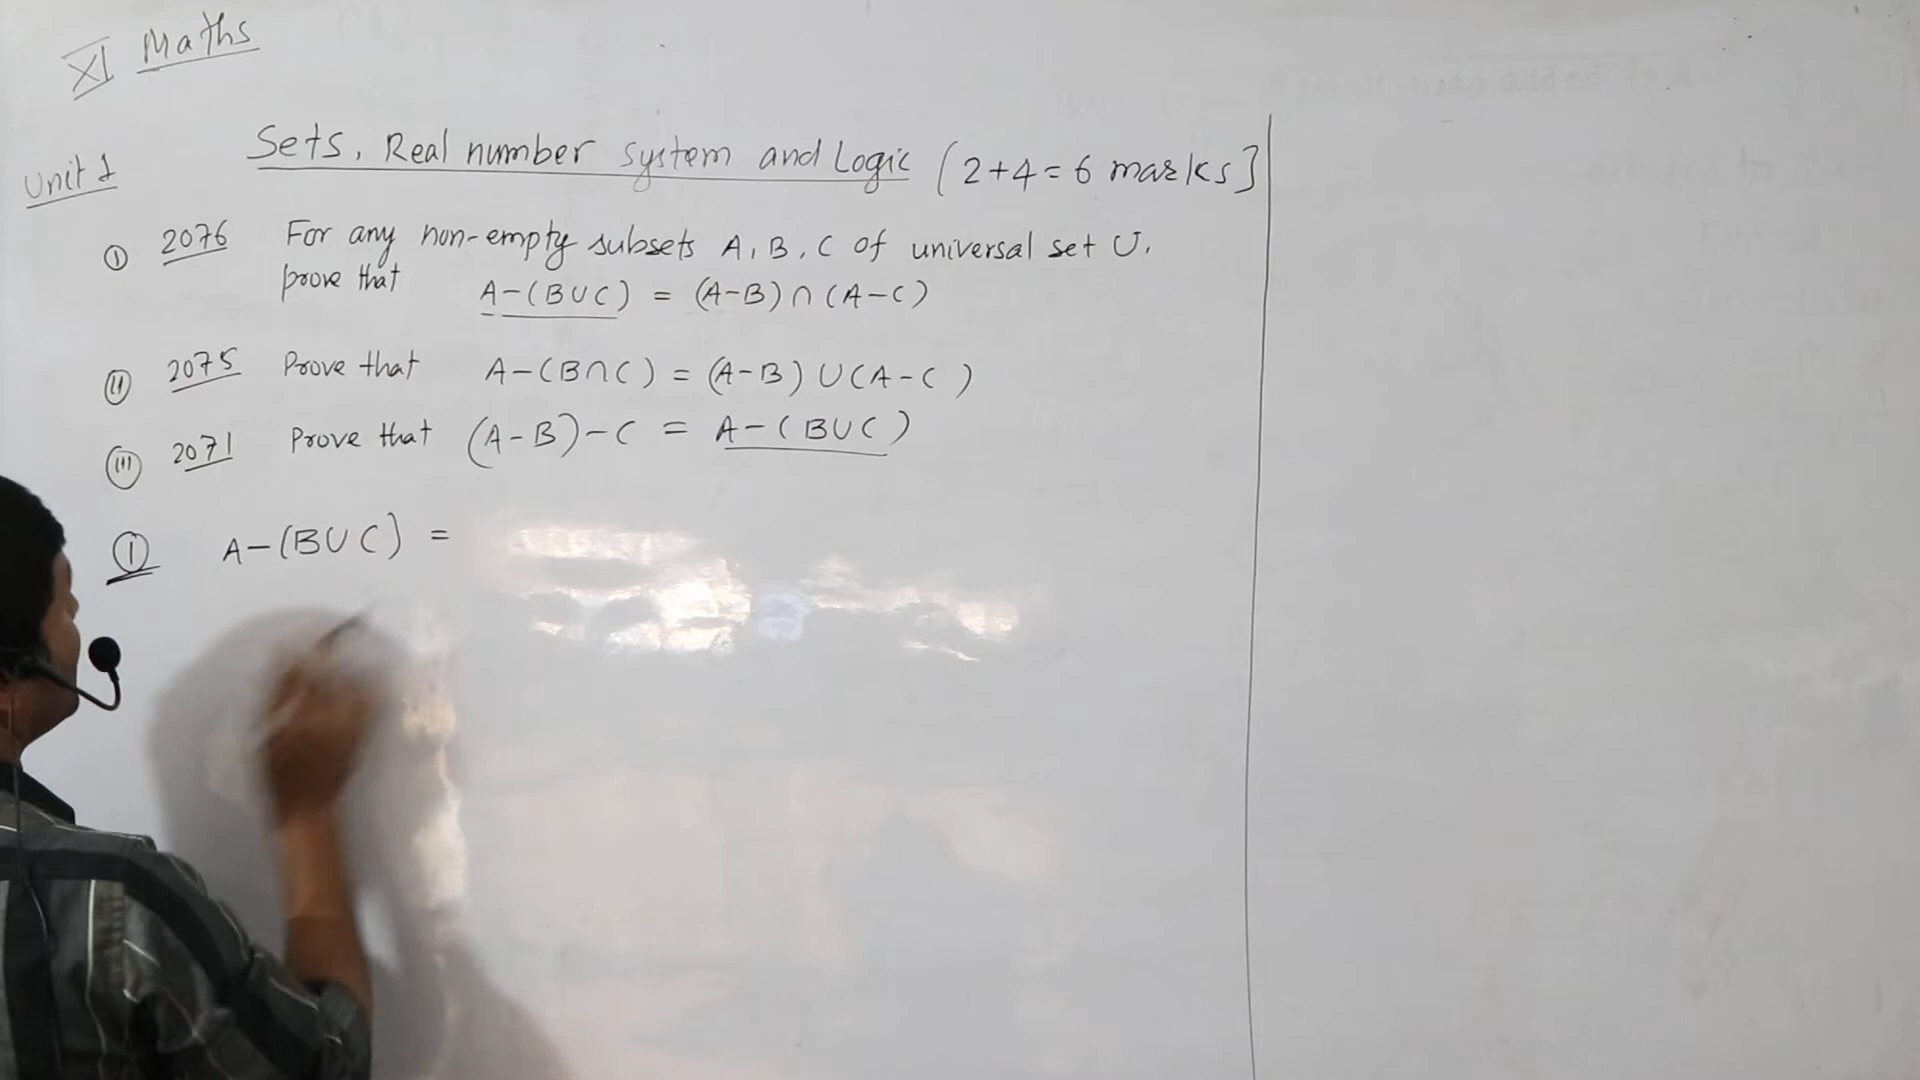 XI Maths
Unit 1 Sets, Real number system and Logic [2+4=6 marks]
① 2076 For any non-empty subsets A, B, C of universal set U.
prove that A-(B∪C) = (A-B)∩(A-C)
(II) 2075 Prove that A-(B∩C) = (A-B)∪(A-C)
(III) 2071 Prove that (A-B)-C = A-(B∪C)
① A-(B∪C) =